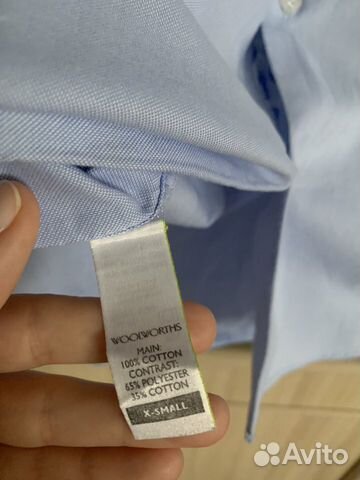 WOOLWORTHS
MAIN:
100% COTTON
CONTRAST:
65% POLYESTER
35% COTTON
X-SMALL
Avito